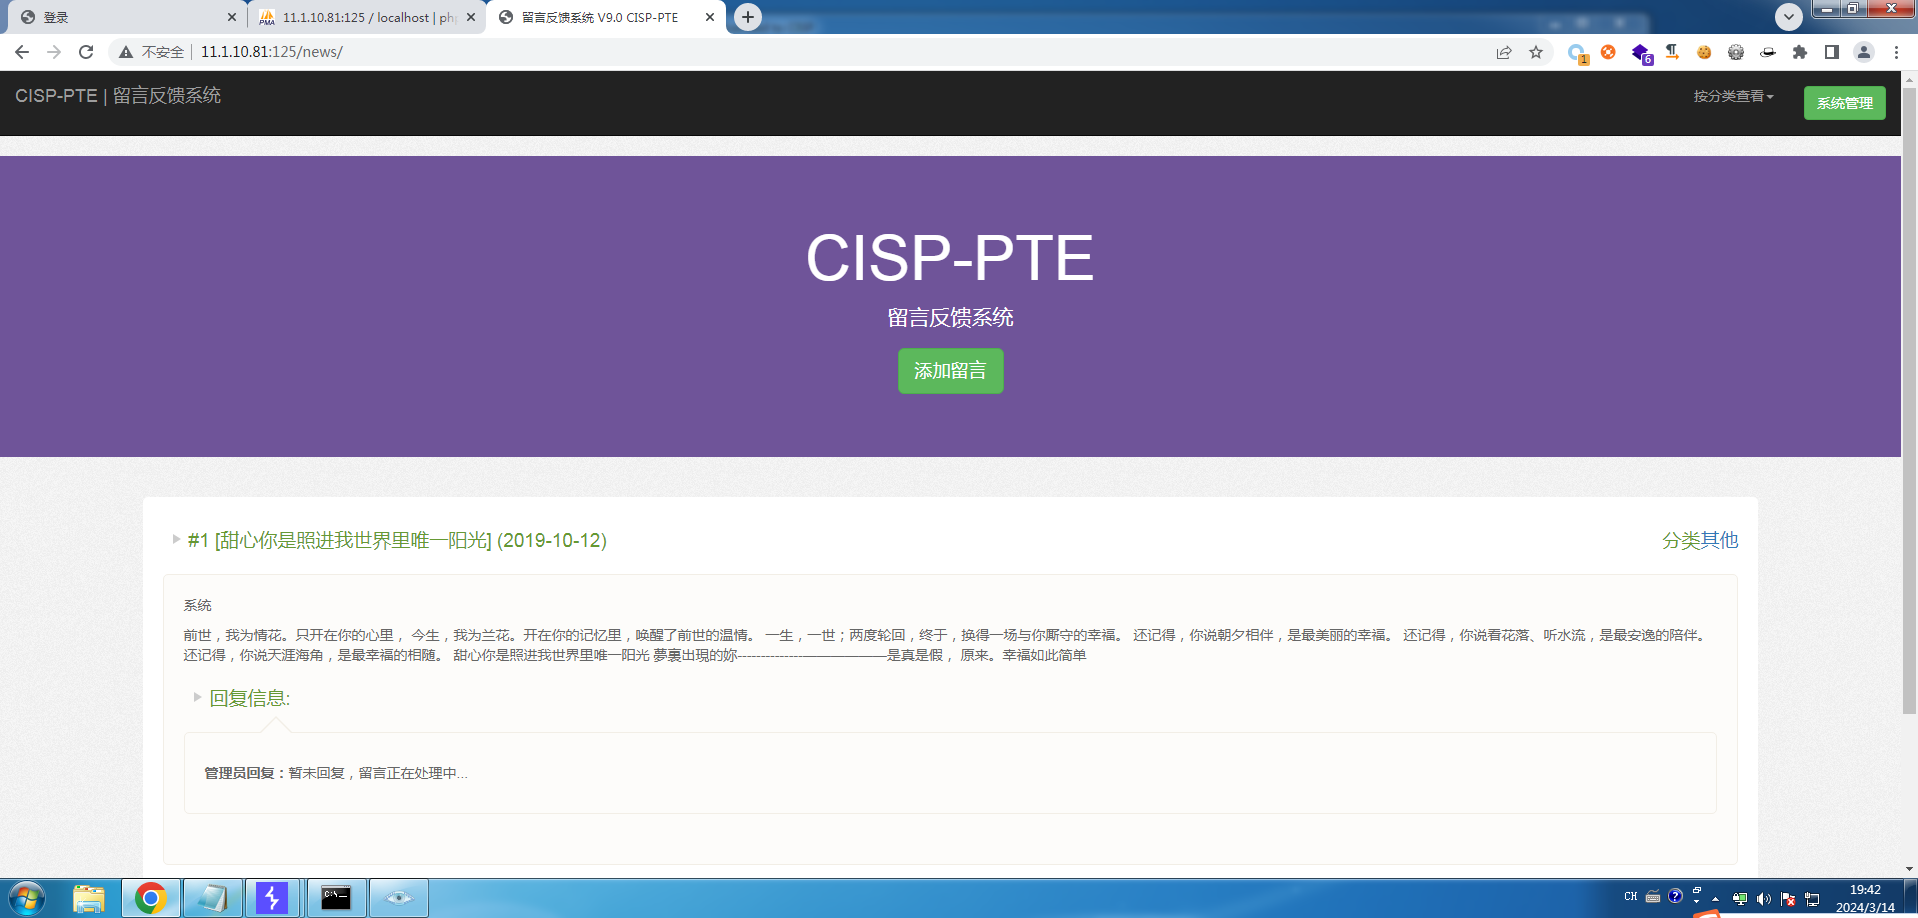 登录
11.1.10.81:125 / localhost | ph
留言反馈系统 V9.0 CISP-PTE
不安全
11.1.10.81:125/news/
1
6
CISP-PTE | 留言反馈系统
按分类查看
系统管理
CISP-PTE
留言反馈系统
添加留言
#1 [甜心你是照进我世界里唯一阳光] (2019-10-12)
分类其他
系统
前世，我为情花。只开在你的心里， 今生，我为兰花。开在你的记忆里，唤醒了前世的温情。 一生，一世；两度轮回，终于，换得一场与你厮守的幸福。 还记得，你说朝夕相伴，是最美丽的幸福。 还记得，你说看花落、听水流，是最安逸的陪伴。
还记得，你说天涯海角，是最幸福的相随。 甜心你是照进我世界里唯一阳光 夢裏出現的妳--------------——————是真是假， 原来。幸福如此简单
回复信息:
管理员回复：暂未回复，留言正在处理中...
CH
19:42
2024/3/14